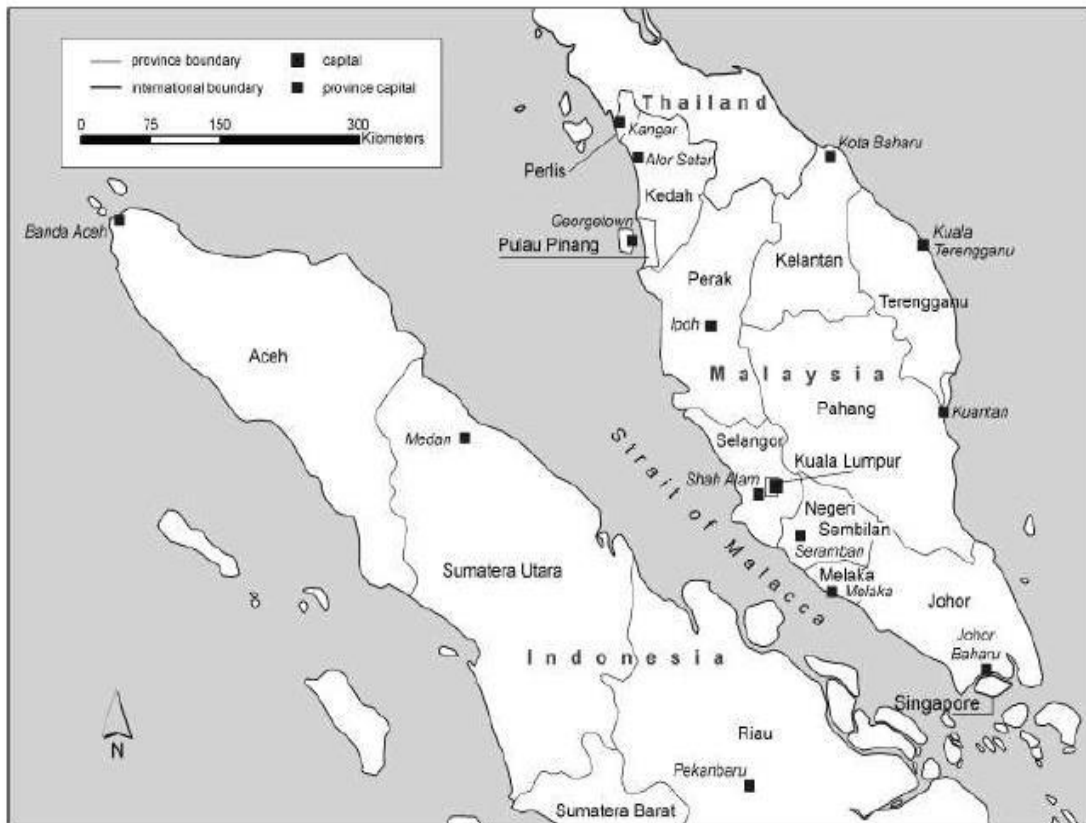 province boundary
capital
international boundary
province capital
0 75 150 300
Kilometers
Thailand
Kangar
Perlis
Alor Setar
Kota Baharu
Kedah
Banda Aceh
Georgetown
Pulau Pinang
Kuala
Terengganu
Kelantan
Perak
Terengganu
Ipoh
Aceh
Malaysia
Pahang
Kuantan
Medan
Selangor
Kuala Lumpur
Shah Alam
Strait of Malacca
Negeri
Sembilan
Seramban
Sumatera Utara
Melaka
Melaka
Johor
Johor
Baharu
Indonesia
Singapore
Riau
N
Pekanbaru
Sumatera Barat